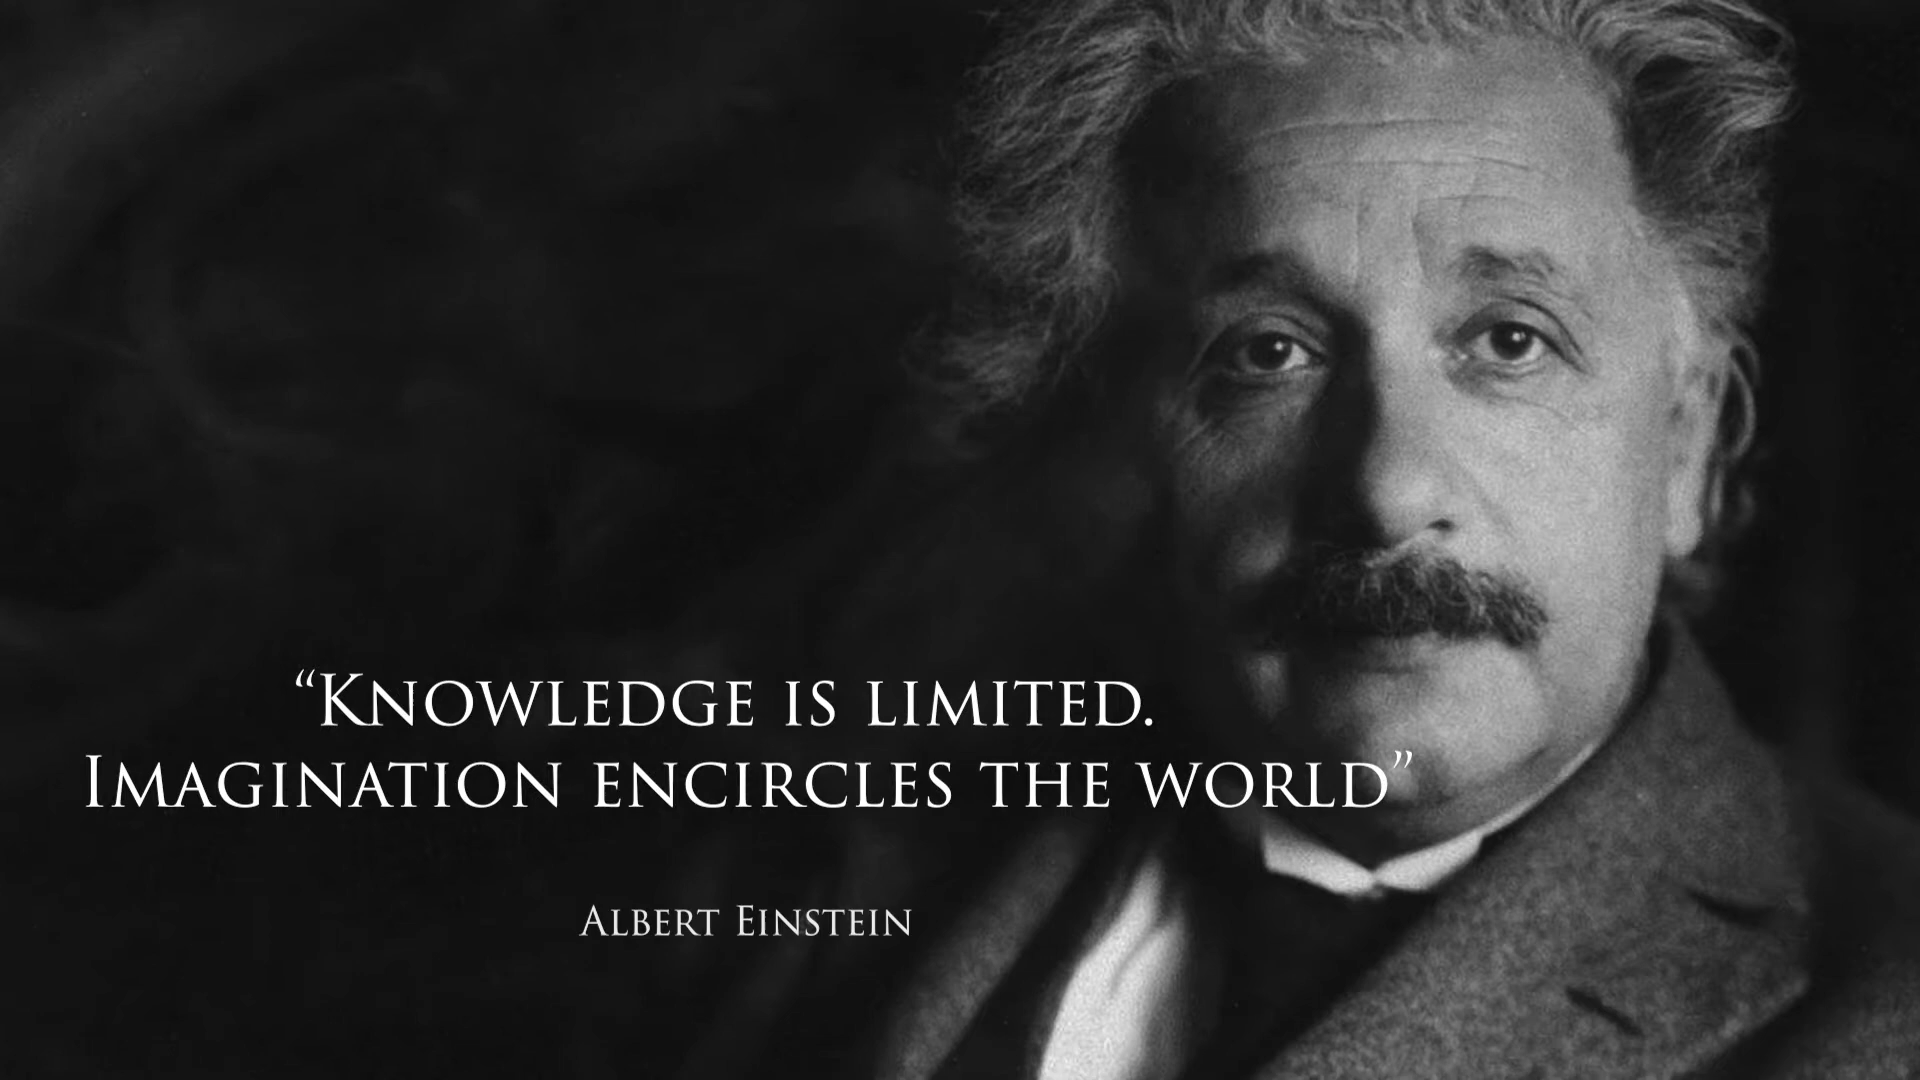 “Knowledge is limited.
Imagination encircles the world”
Albert Einstein